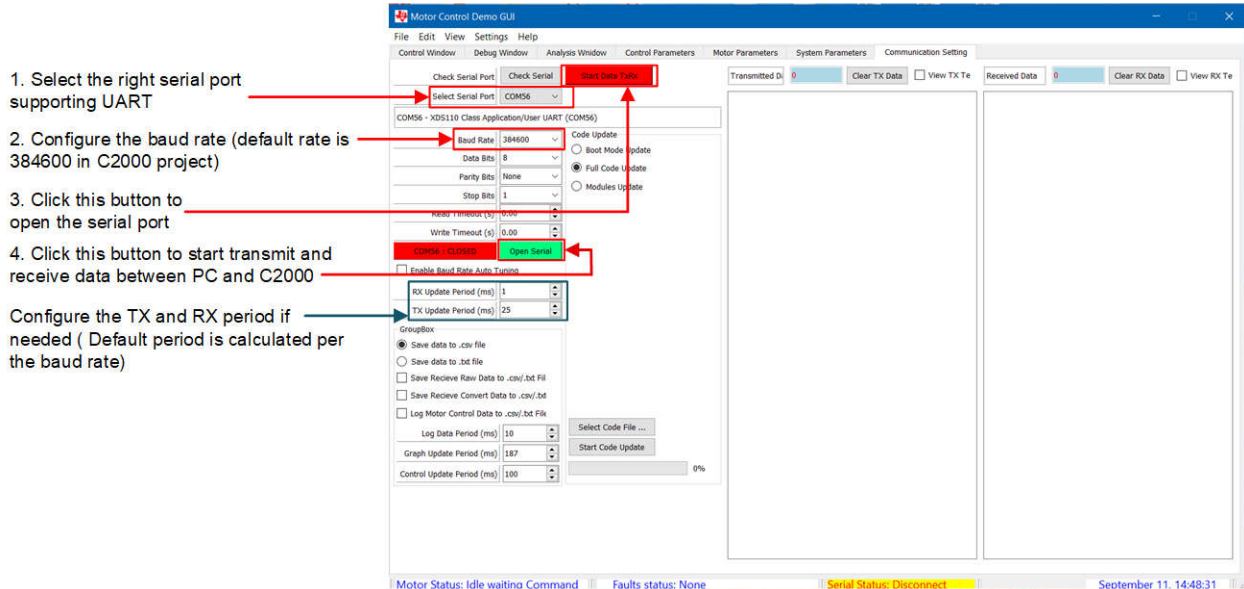 1. Select the right serial port
supporting UART
2. Configure the baud rate (default rate is
384600 in C2000 project)
3. Click this button to
open the serial port
4. Click this button to start transmit and
receive data between PC and C2000
Configure the TX and RX period if
needed ( Default period is calculated per
the baud rate)
Motor Control Demo GUI
File Edit View Settings Help
Control Window Debug Window Analysis Wnidow Control Parameters Motor Parameters System Parameters Communication Setting
Check Serial Port Check Serial Start Data TxRx
Select Serial Port COM56
COM56 - XDS110 Class Application/User UART (COM56)
Baud Rate 384600
Data Bits 8
Parity Bits None
Stop Bits 1
Read Timeout (s) 0.00
Write Timeout (s) 0.00
COM56 : CLOSED Open Serial
Enable Baud Rate Auto Tuning
RX Update Period (ms) 1
TX Update Period (ms) 25
GroupBox
Save data to .csv file
Save data to .txt file
Save Recieve Raw Data to .csv/.txt Fil
Save Recieve Convert Data to .csv/.txt
Log Motor Control Data to .csv/.txt File
Log Data Period (ms) 10
Graph Update Period (ms) 187
Control Update Period (ms) 100
Code Update
Boot Mode Update
Full Code Update
Modules Update
Select Code File ...
Start Code Update
0%
Transmitted Di 0 Clear TX Data View TX Te
Received Data 0 Clear RX Data View RX Te
Motor Status: Idle waiting Command Faults status: None Serial Status: Disconnect September 11, 14:48:31